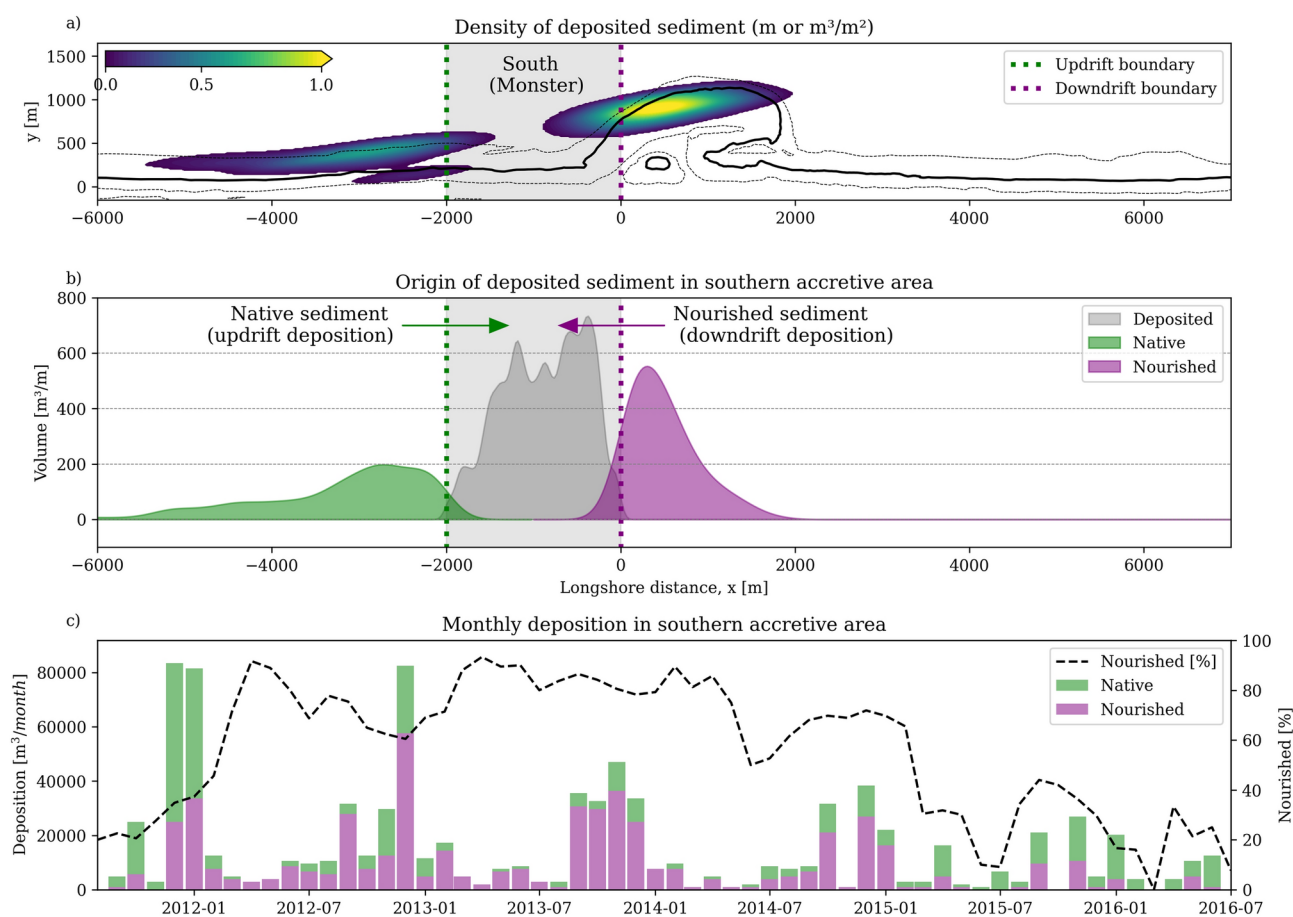 a)
Density of deposited sediment (m or m³/m²)
1500
1000
500
0
y [m]
0.0 0.5 1.0
South
(Monster)
Updrift boundary
Downdrift boundary
−6000 −4000 −2000 0 2000 4000 6000
b)
Origin of deposited sediment in southern accretive area
800
600
400
200
0
Volume [m³/m]
Native sediment
(updrift deposition)
Nourished sediment
(downdrift deposition)
Deposited
Native
Nourished
−6000 −4000 −2000 0 2000 4000 6000
Longshore distance, x [m]
c)
Monthly deposition in southern accretive area
80000
60000
40000
20000
0
Deposition [m³/month]
Nourished [%]
Native
Nourished
100
80
60
40
20
0
Nourished [%]
2012-01 2012-07 2013-01 2013-07 2014-01 2014-07 2015-01 2015-07 2016-01 2016-07